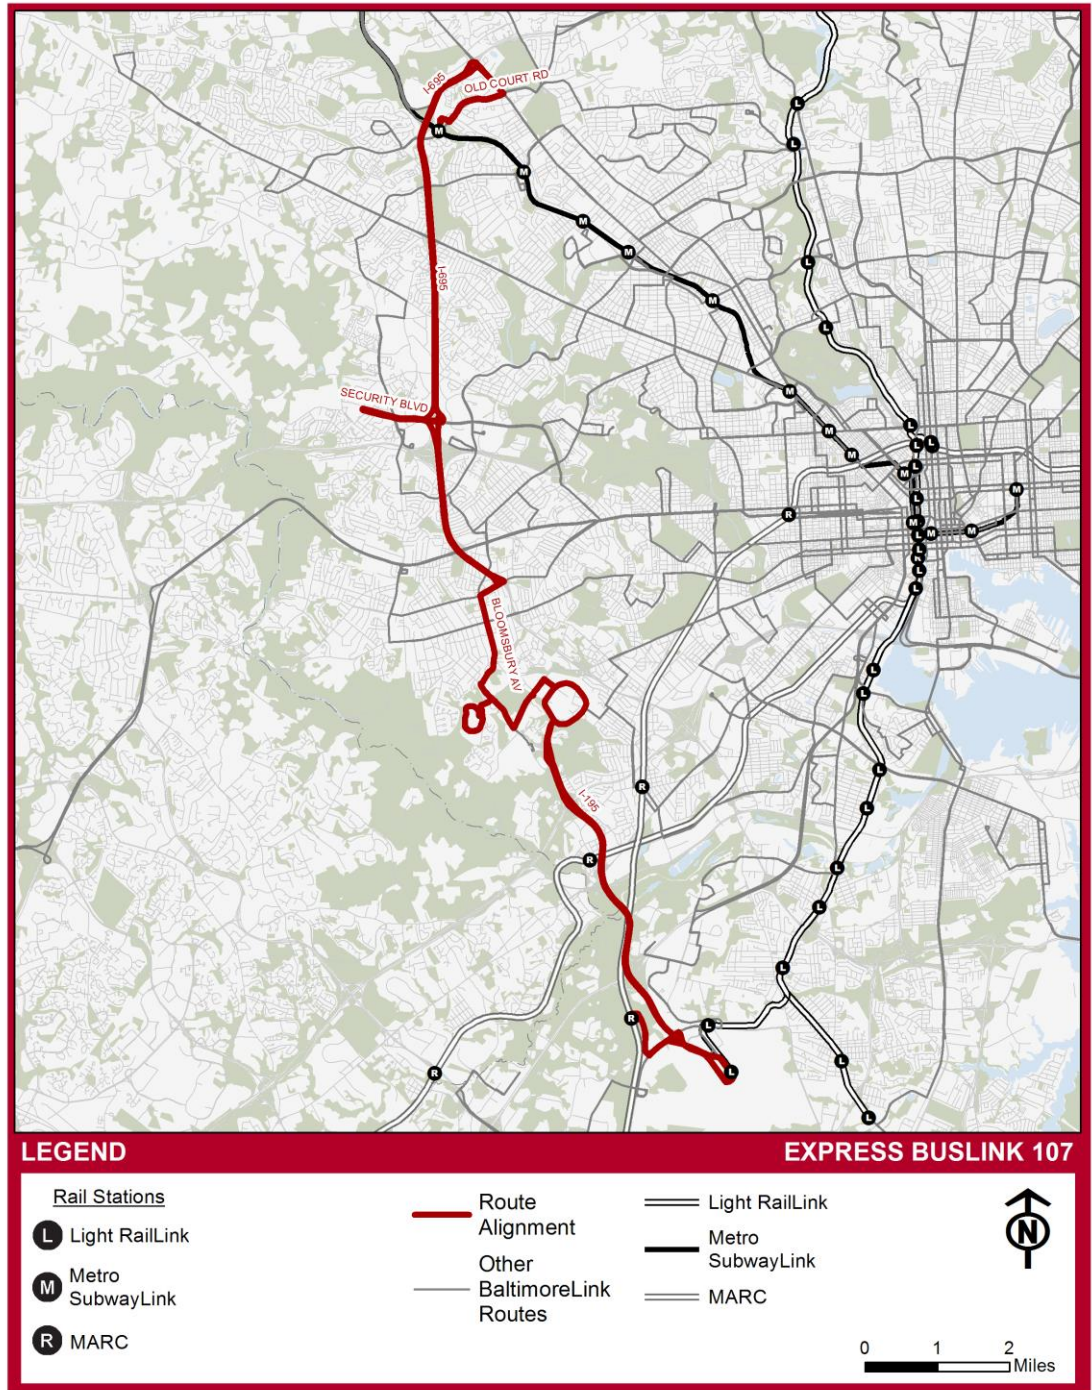 I-695
OLD COURT RD
I-695
SECURITY BLVD
BLOOMSBURY AV
I-195
LEGEND
EXPRESS BUSLINK 107
Rail Stations
L Light RailLink
M Metro
SubwayLink
R MARC
Route
Alignment
Other
BaltimoreLink
Routes
Light RailLink
Metro
SubwayLink
MARC
N
0 1 2
Miles